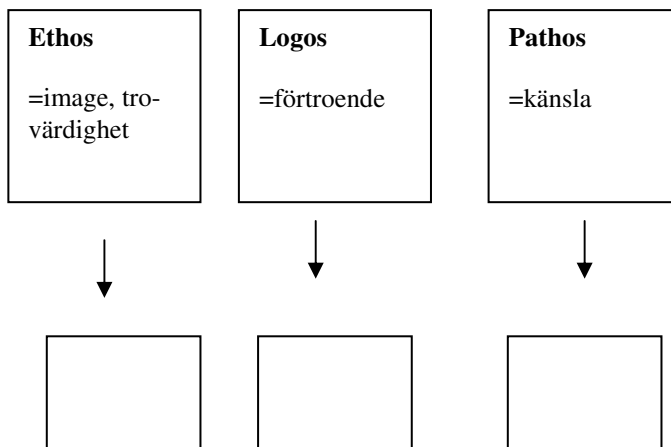 Ethos
=image, tro-
värdighet
Logos
=förtroende
Pathos
=känsla